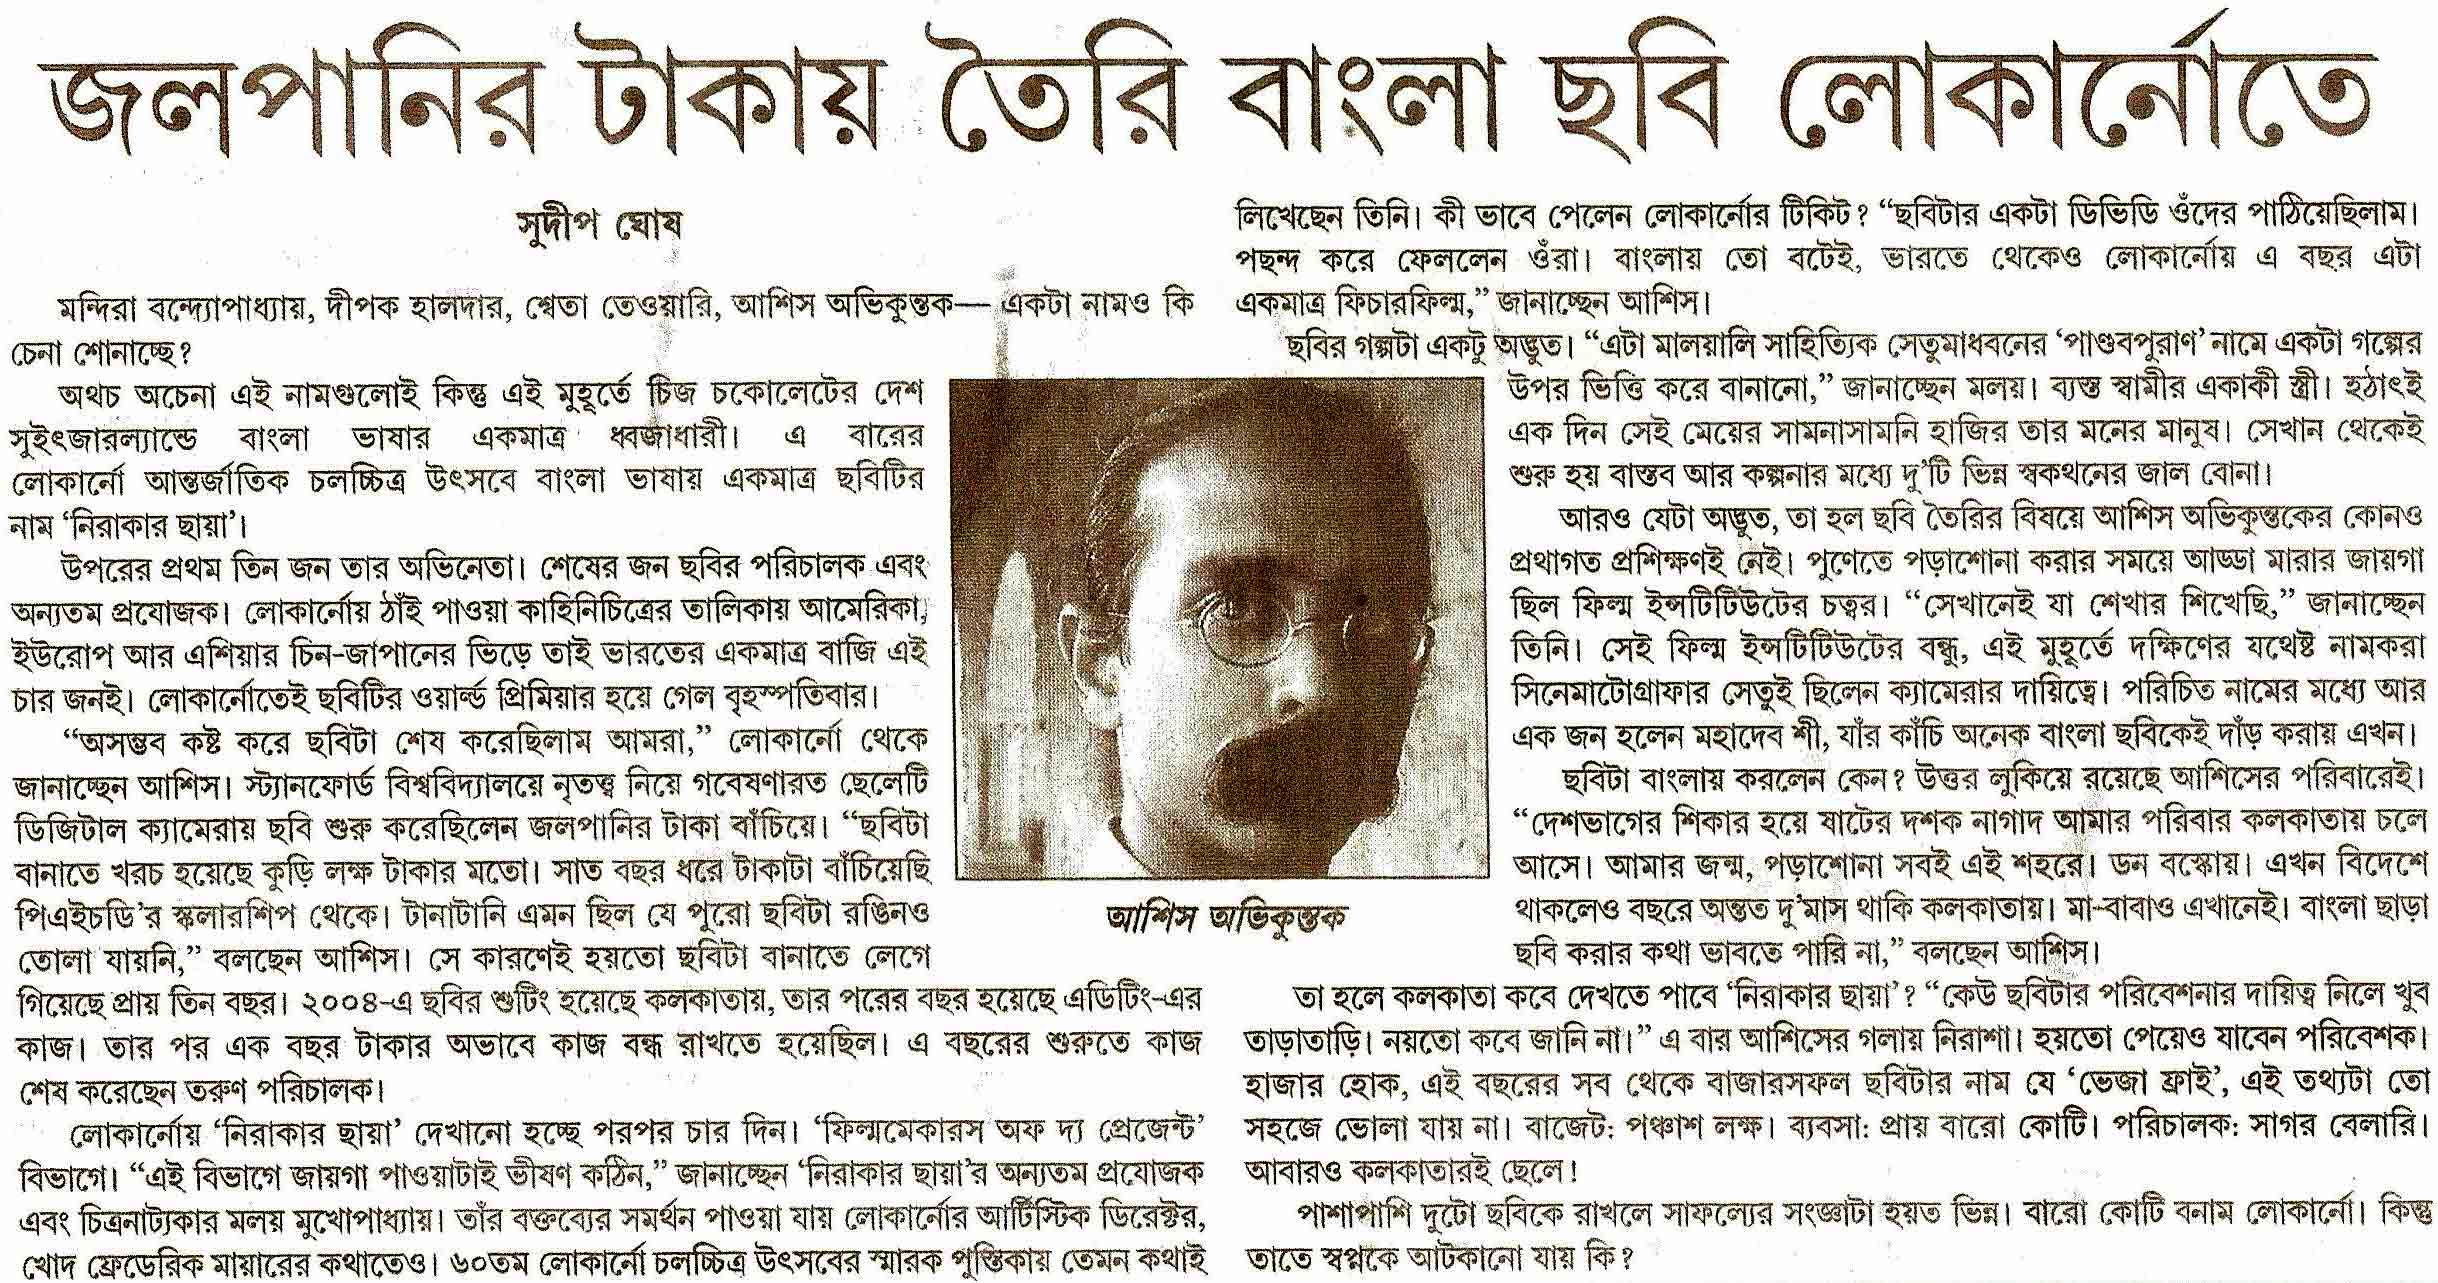 জলপানির টাকায় তৈরি বাংলা ছবি লোকার্নোতে
সুদীপ ঘোষ
মন্দিরা বন্দ্যোপাধ্যায়, দীপক হালদার, শ্বেতা তেওয়ারি, আশিস অভিকুন্তক— একটা নামও কি
চেনা শোনাচ্ছে?
অথচ অচেনা এই নামগুলোই কিন্তু এই মুহূর্তে চিজ চকোলেটের দেশ
সুইৎজারল্যান্ডে বাংলা ভাষার একমাত্র ধ্বজাধারী। এ বারের
লোকার্নো আন্তর্জাতিক চলচ্চিত্র উৎসবে বাংলা ভাষায় একমাত্র ছবিটির
নাম ‘নিরাকার ছায়া’।
উপরের প্রথম তিন জন তার অভিনেতা। শেষের জন ছবির পরিচালক এবং
অন্যতম প্রযোজক। লোকার্নোয় ঠাঁই পাওয়া কাহিনিচিত্রের তালিকায় আমেরিকা,
ইউরোপ আর এশিয়ার চিন-জাপানের ভিড়ে তাই ভারতের একমাত্র বাজি এই
চার জনই। লোকার্নোতেই ছবিটির ওয়ার্ল্ড প্রিমিয়ার হয়ে গেল বৃহস্পতিবার।
“অসম্ভব কষ্ট করে ছবিটা শেষ করেছিলাম আমরা,” লোকার্নো থেকে
জানাচ্ছেন আশিস। স্ট্যানফোর্ড বিশ্ববিদ্যালয়ে নৃতত্ত্ব নিয়ে গবেষণারত ছেলেটি
ডিজিটাল ক্যামেরায় ছবি শুরু করেছিলেন জলপানির টাকা বাঁচিয়ে। “ছবিটা
বানাতে খরচ হয়েছে কুড়ি লক্ষ টাকার মতো। সাত বছর ধরে টাকাটা বাঁচিয়েছি
পিএইচডি’র স্কলারশিপ থেকে। টানাটানি এমন ছিল যে পুরো ছবিটা রঙিনও
তোলা যায়নি,” বলছেন আশিস। সে কারণেই হয়তো ছবিটা বানাতে লেগে
গিয়েছে প্রায় তিন বছর। ২০০৪-এ ছবির শুটিং হয়েছে কলকাতায়, তার পরের বছর হয়েছে এডিটিং-এর
কাজ। তার পর এক বছর টাকার অভাবে কাজ বন্ধ রাখতে হয়েছিল। এ বছরের শুরুতে কাজ
শেষ করেছেন তরুণ পরিচালক।
লোকার্নোয় ‘নিরাকার ছায়া’ দেখানো হচ্ছে পরপর চার দিন। ‘ফিল্মমেকারস অফ দ্য প্রেজেন্ট’
বিভাগে। “এই বিভাগে জায়গা পাওয়াটাই ভীষণ কঠিন,” জানাচ্ছেন ‘নিরাকার ছায়া’র অন্যতম প্রযোজক
এবং চিত্রনাট্যকার মলয় মুখোপাধ্যায়। তাঁর বক্তব্যের সমর্থন পাওয়া যায় লোকার্নোর আর্টিস্টিক ডিরেক্টর,
খোদ ফ্রেডেরিক মায়ারের কথাতেও। ৬০তম লোকার্নো চলচ্চিত্র উৎসবের স্মারক পুস্তিকায় তেমন কথাই
আশিস অভিকুন্তক
লিখেছেন তিনি। কী ভাবে পেলেন লোকার্নোর টিকিট? “ছবিটার একটা ডিভিডি ওঁদের পাঠিয়েছিলাম।
পছন্দ করে ফেললেন ওঁরা। বাংলায় তো বটেই, ভারতে থেকেও লোকার্নোয় এ বছর এটা
একমাত্র ফিচারফিল্ম,” জানাচ্ছেন আশিস।
ছবির গল্পটা একটু অদ্ভুত। “এটা মালয়ালি সাহিত্যিক সেতুমাধবনের ‘পাণ্ডবপুরাণ’ নামে একটা গল্পের
উপর ভিত্তি করে বানানো,” জানাচ্ছেন মলয়। ব্যস্ত স্বামীর একাকী স্ত্রী। হঠাৎই
এক দিন সেই মেয়ের সামনাসামনি হাজির তার মনের মানুষ। সেখান থেকেই
শুরু হয় বাস্তব আর কল্পনার মধ্যে দু’টি ভিন্ন স্বকথনের জাল বোনা।
আরও যেটা অদ্ভুত, তা হল ছবি তৈরির বিষয়ে আশিস অভিকুন্তকের কোনও
প্রথাগত প্রশিক্ষণই নেই। পুণেতে পড়াশোনা করার সময়ে আড্ডা মারার জায়গা
ছিল ফিল্ম ইন্সটিটিউটের চত্বর। “সেখানেই যা শেখার শিখেছি,” জানাচ্ছেন
তিনি। সেই ফিল্ম ইন্সটিটিউটের বন্ধু, এই মুহূর্তে দক্ষিণের যথেষ্ট নামকরা
সিনেমাটোগ্রাফার সেতুই ছিলেন ক্যামেরার দায়িত্বে। পরিচিত নামের মধ্যে আর
এক জন হলেন মহাদেব শী, যাঁর কাঁচি অনেক বাংলা ছবিকেই দাঁড় করায় এখন।
ছবিটা বাংলায় করলেন কেন? উত্তর লুকিয়ে রয়েছে আশিসের পরিবারেই।
“দেশভাগের শিকার হয়ে ষাটের দশক নাগাদ আমার পরিবার কলকাতায় চলে
আসে। আমার জন্ম, পড়াশোনা সবই এই শহরে। ডন বস্কোয়। এখন বিদেশে
থাকলেও বছরে অন্তত দু’মাস থাকি কলকাতায়। মা-বাবাও এখানেই। বাংলা ছাড়া
ছবি করার কথা ভাবতে পারি না,” বলছেন আশিস।
তা হলে কলকাতা কবে দেখতে পাবে ‘নিরাকার ছায়া’? “কেউ ছবিটার পরিবেশনার দায়িত্ব নিলে খুব
তাড়াতাড়ি। নয়তো কবে জানি না।” এ বার আশিসের গলায় নিরাশা। হয়তো পেয়েও যাবেন পরিবেশক।
হাজার হোক, এই বছরের সব থেকে বাজারসফল ছবিটার নাম যে ‘ভেজা ফ্রাই’, এই তথ্যটা তো
সহজে ভোলা যায় না। বাজেট: পঞ্চাশ লক্ষ। ব্যবসা: প্রায় বারো কোটি। পরিচালক: সাগর বেলারি।
আবারও কলকাতারই ছেলে!
পাশাপাশি দুটো ছবিকে রাখলে সাফল্যের সংজ্ঞাটা হয়ত ভিন্ন। বারো কোটি বনাম লোকার্নো। কিন্তু
তাতে স্বপ্নকে আটকানো যায় কি?